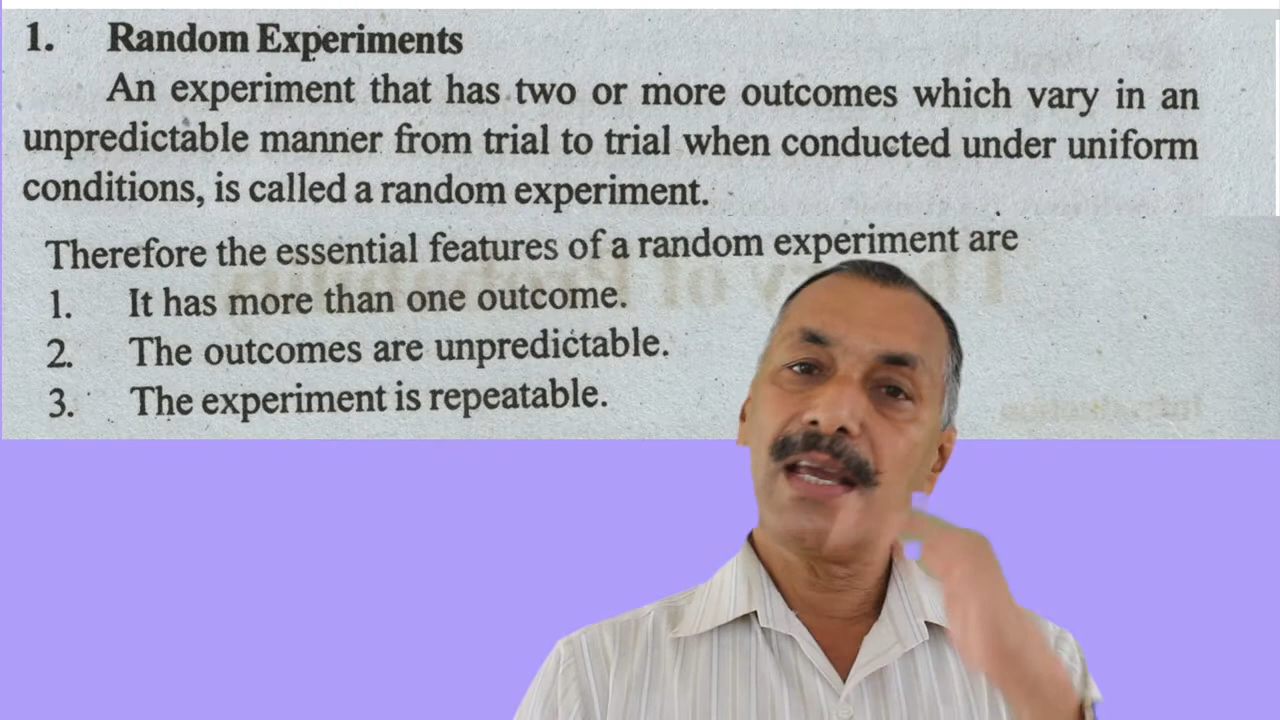 1. Random Experiments
An experiment that has two or more outcomes which vary in an
unpredictable manner from trial to trial when conducted under uniform
conditions, is called a random experiment.
Therefore the essential features of a random experiment are
1. It has more than one outcome.
2. The outcomes are unpredictable.
3. The experiment is repeatable.